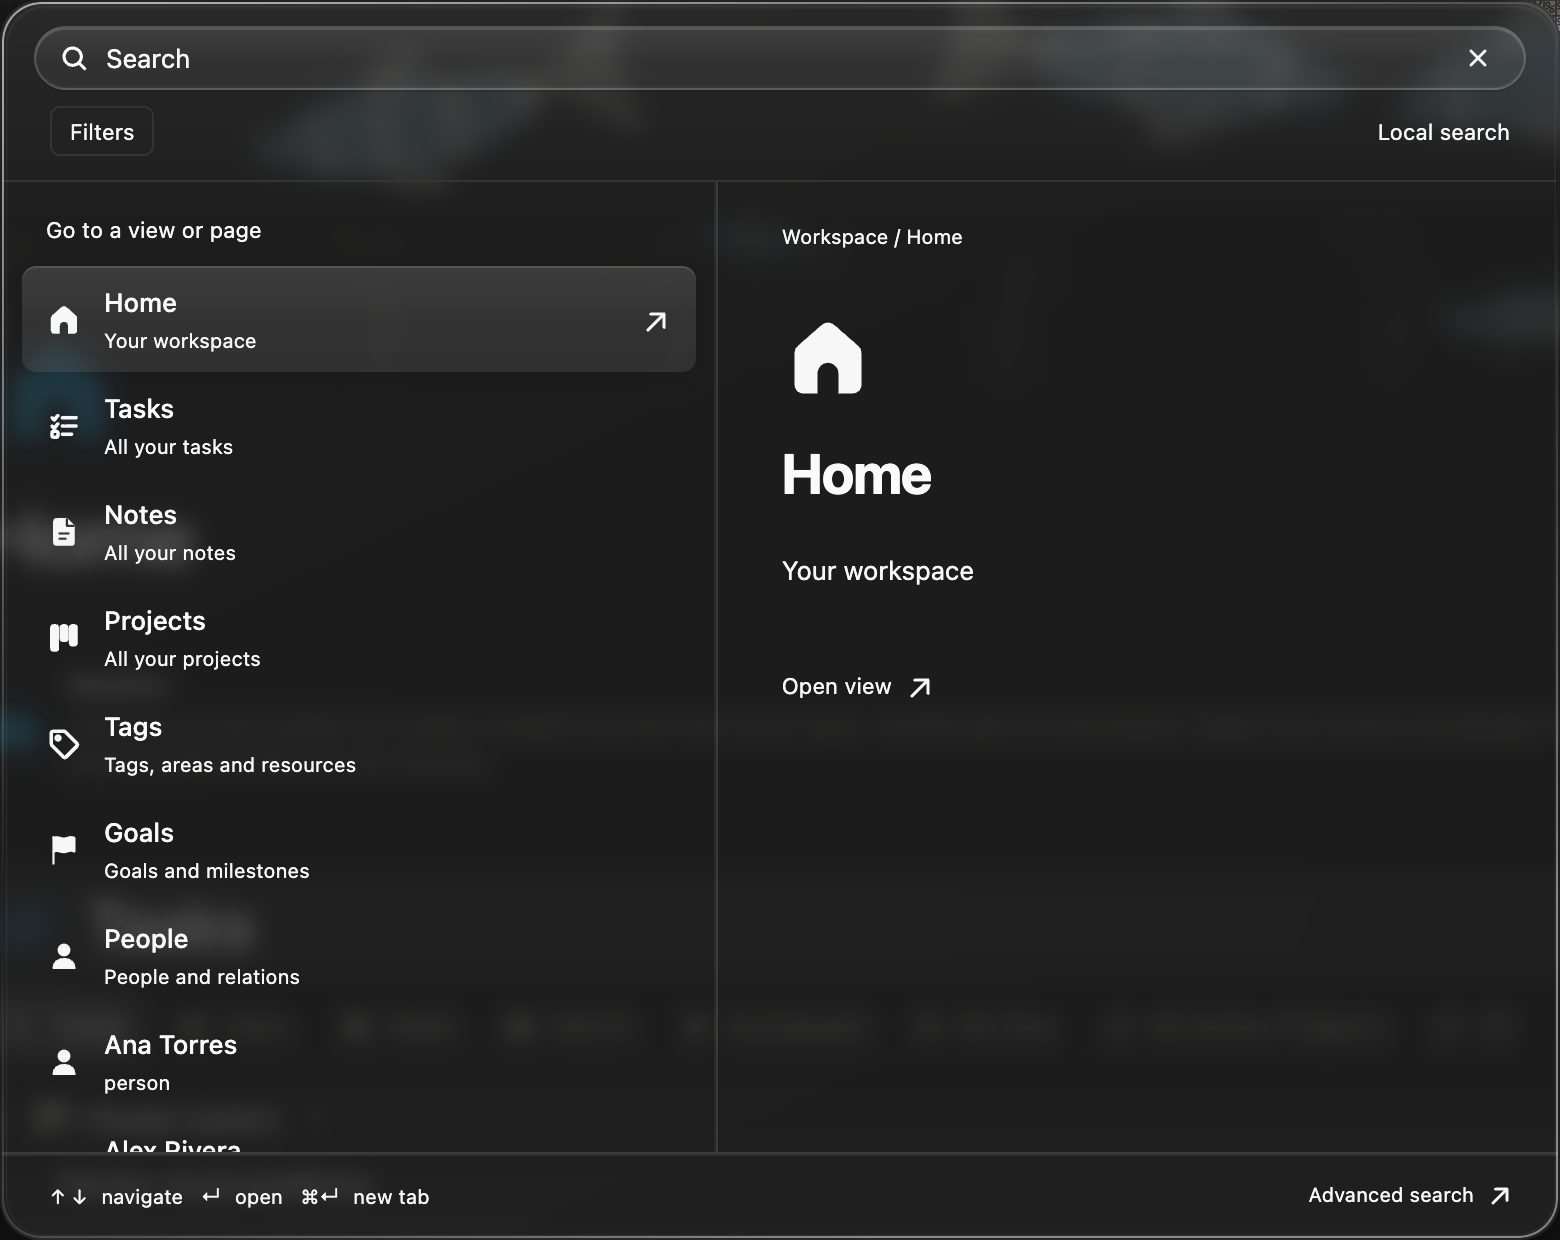 Search
Filters
Local search
Go to a view or page
Home
Your workspace
Tasks
All your tasks
Notes
All your notes
Projects
All your projects
Tags
Tags, areas and resources
Goals
Goals and milestones
People
People and relations
Ana Torres
person
Alex Rivera
Workspace / Home
Home
Your workspace
Open view
↑ ↓ navigate ↵ open ⌘↵ new tab
Advanced search